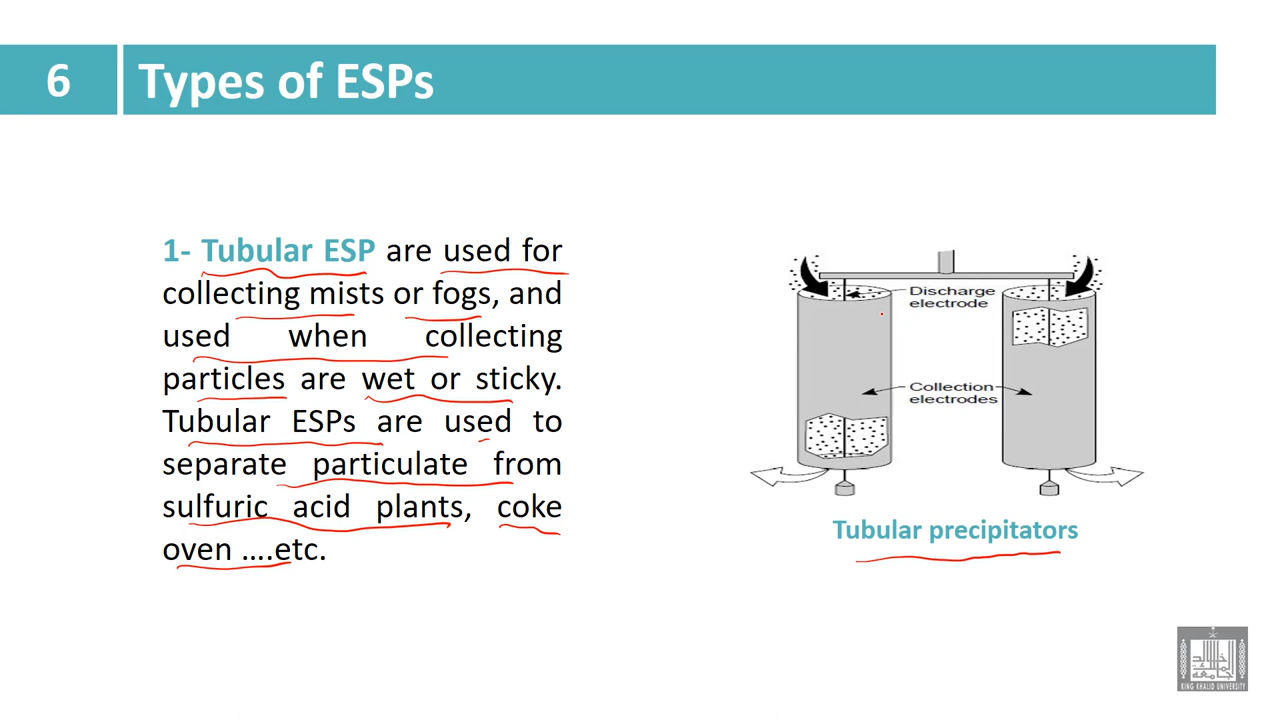 6
Types of ESPs
1- Tubular ESP are used for
collecting mists or fogs, and
used when collecting
particles are wet or sticky.
Tubular ESPs are used to
separate particulate from
sulfuric acid plants, coke
oven ....etc.
Discharge
electrode
Collection
electrodes
Tubular precipitators
KING KHALID UNIVERSITY